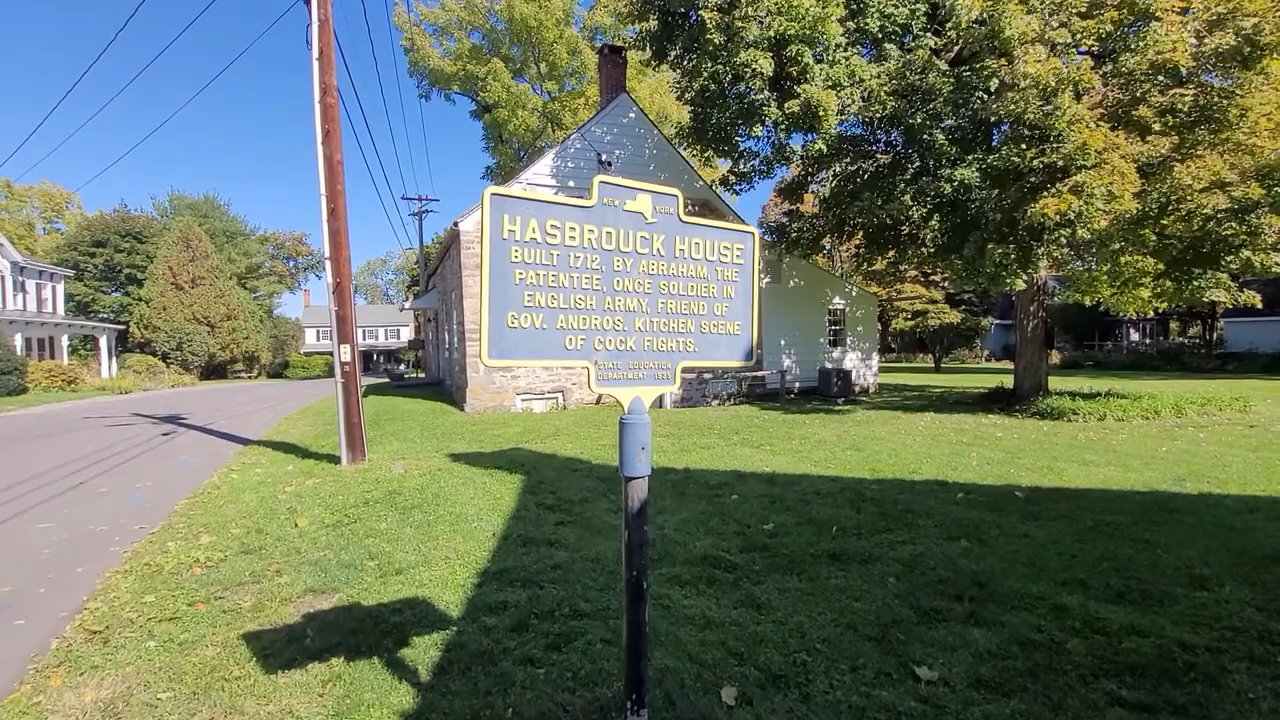 NEW YORK
HASBROUCK HOUSE
BUILT 1712, BY ABRAHAM, THE
PATENTEE, ONCE SOLDIER IN
ENGLISH ARMY, FRIEND OF
GOV. ANDROS. KITCHEN SCENE
OF COCK FIGHTS.
STATE EDUCATION
DEPARTMENT 1935